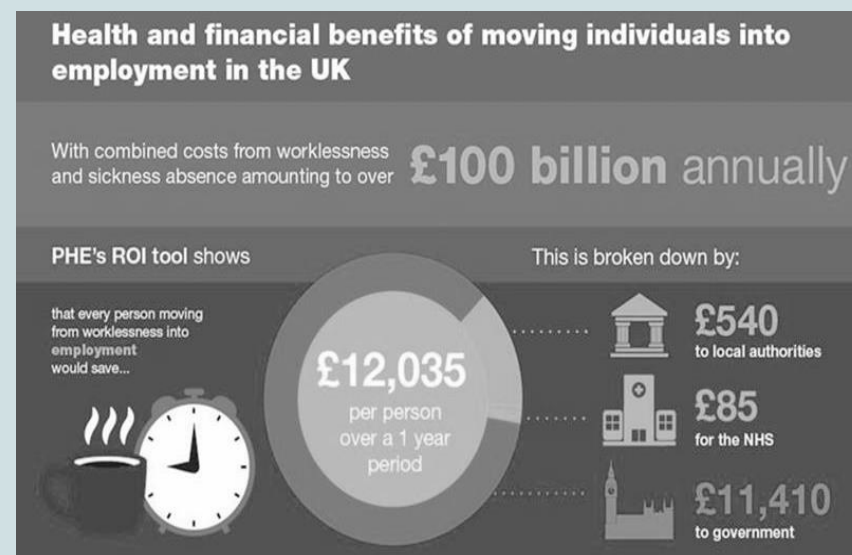 Health and financial benefits of moving individuals into
employment in the UK
With combined costs from worklessness
and sickness absence amounting to over
£100 billion annually
PHE's ROI tool shows
that every person moving
from worklessness into
employment
would save...
£12,035
per person
over a 1 year
period
This is broken down by:
£540
to local authorities
£85
for the NHS
£11,410
to government